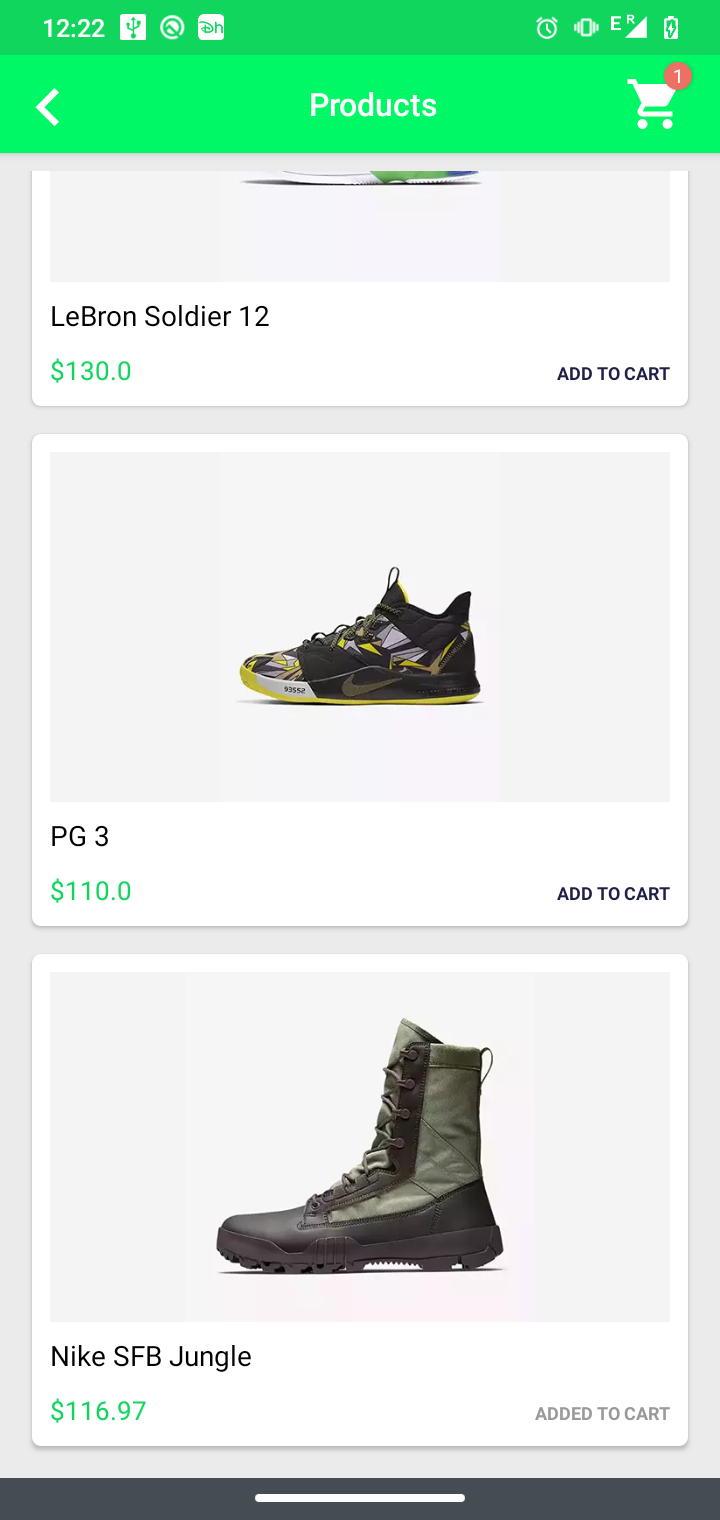 12:22
E R
Products
1
LeBron Soldier 12
$130.0
ADD TO CART
93552
PG 3
$110.0
ADD TO CART
Nike SFB Jungle
$116.97
ADDED TO CART